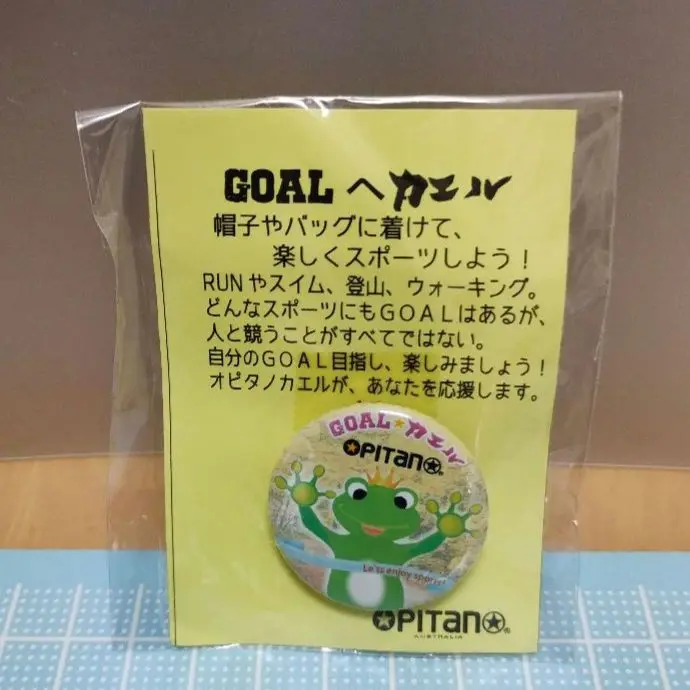 GOAL へカエル
帽子やバッグに着けて、
楽しくスポーツしよう！
RUNやスイム、登山、ウォーキング。
どんなスポーツにもＧＯＡＬはあるが、
人と競うことがすべてではない。
自分のＧＯＡＬ目指し、楽しみましょう！
オピタノカエルが、あなたを応援します。
GOAL★カエル
OPITANO®
Let's enjoy sports!
OPITANO®
AUSTRALIA